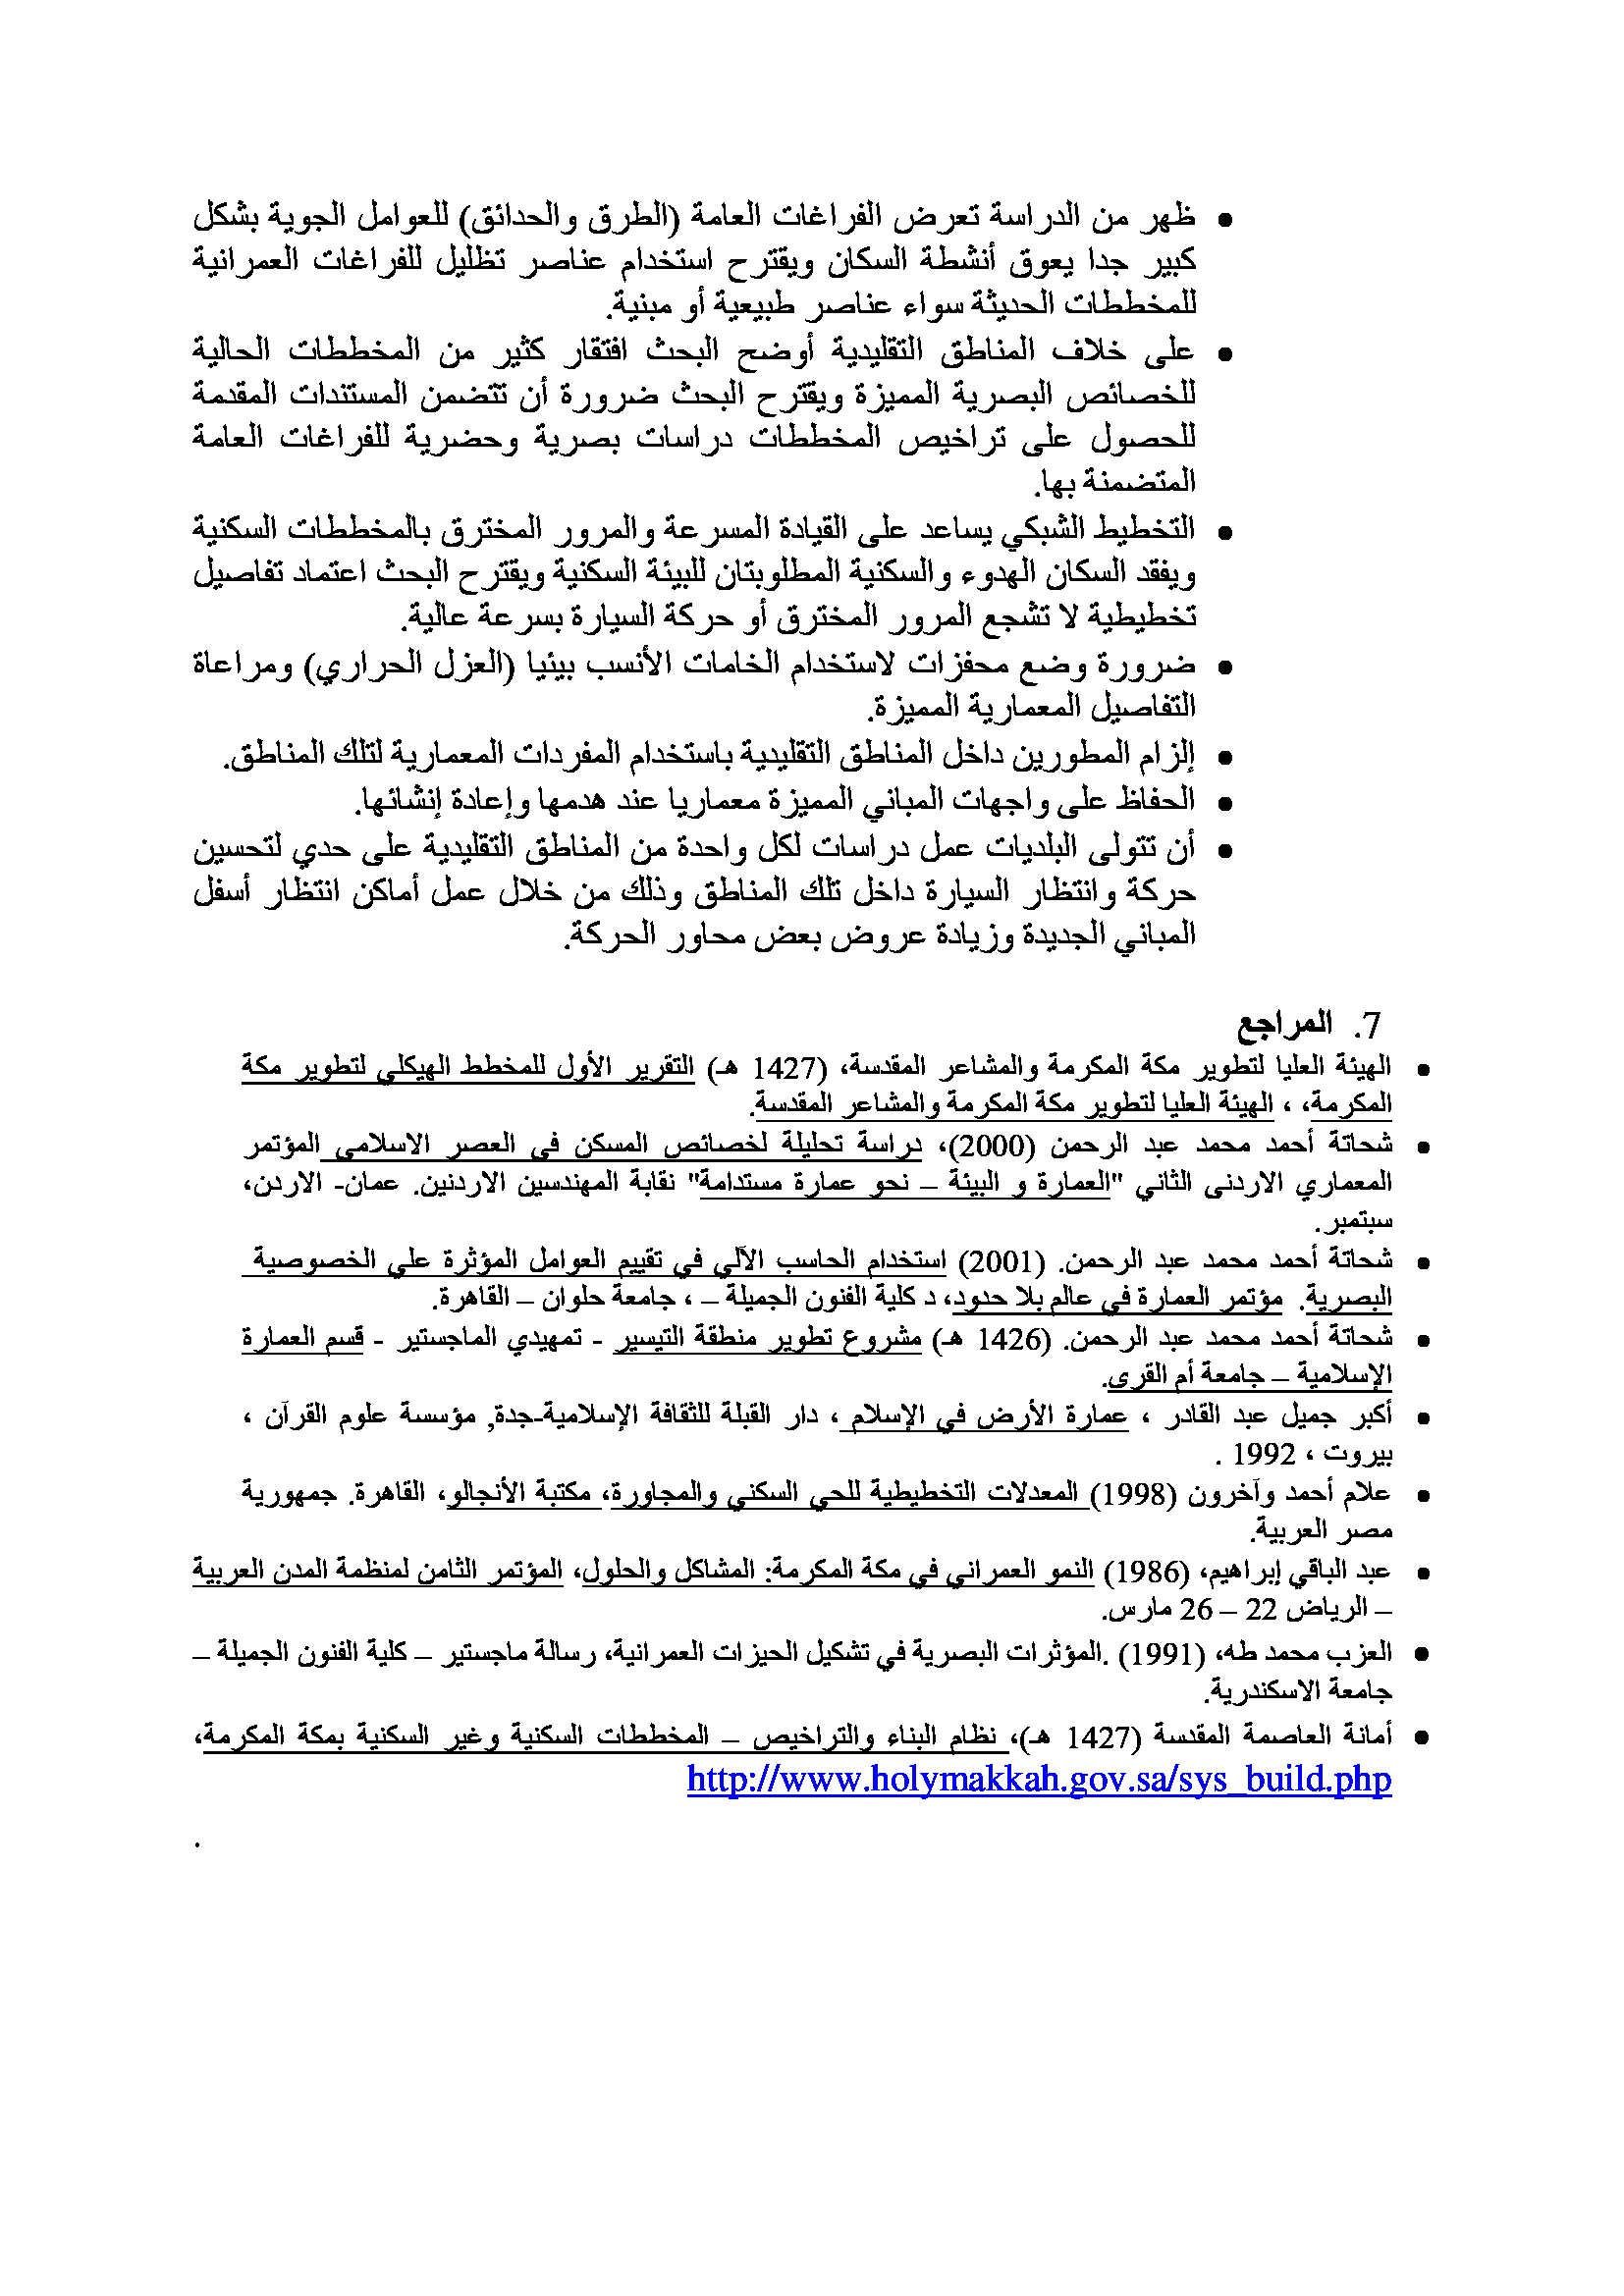 • ظهر من الدراسة تعرض الفراغات العامة (الطرق والحدائق) للعوامل الجوية بشكل
كبير جدا يعوق أنشطة السكان ويقترح استخدام عناصر تظليل للفراغات العمرانية
للمخططات الحديثة سواء عناصر طبيعية أو مبنية.
• على خلاف المناطق التقليدية أوضح البحث افتقار كثير من المخططات الحالية
للخصائص البصرية المميزة ويقترح البحث ضرورة أن تتضمن المستندات المقدمة
للحصول على تراخيص المخططات دراسات بصرية وحضرية للفراغات العامة
المتضمنة بها.
• التخطيط الشبكي يساعد على القيادة المسرعة والمرور المخترق بالمخططات السكنية
ويفقد السكان الهدوء والسكنية المطلوبتان للبيئة السكنية ويقترح البحث اعتماد تفاصيل
تخطيطية لا تشجع المرور المخترق أو حركة السيارة بسرعة عالية.
• ضرورة وضع محفزات لاستخدام الخامات الأنسب بيئيا (العزل الحراري) ومراعاة
التفاصيل المعمارية المميزة.
• إلزام المطورين داخل المناطق التقليدية باستخدام المفردات المعمارية لتلك المناطق.
• الحفاظ على واجهات المباني المميزة معماريا عند هدمها وإعادة إنشائها.
• أن تتولى البلديات عمل دراسات لكل واحدة من المناطق التقليدية على حدي لتحسين
حركة وانتظار السيارة داخل تلك المناطق وذلك من خلال عمل أماكن انتظار أسفل
المباني الجديدة وزيادة عروض بعض محاور الحركة.
7. المراجع
• الهيئة العليا لتطوير مكة المكرمة والمشاعر المقدسة، (1427 هـ) التقرير الأول للمخطط الهيكلي لتطوير مكة
المكرمة، ، الهيئة العليا لتطوير مكة المكرمة والمشاعر المقدسة.
• شحاتة أحمد محمد عبد الرحمن (2000)، دراسة تحليلة لخصائص المسكن في العصر الاسلامى المؤتمر
المعماري الاردنى الثاني "العمارة و البيئة – نحو عمارة مستدامة" نقابة المهندسين الاردنين. عمان- الاردن،
سبتمبر.
• شحاتة أحمد محمد عبد الرحمن. (2001) استخدام الحاسب الآلي في تقييم العوامل المؤثرة علي الخصوصية
البصرية. مؤتمر العمارة في عالم بلا حدود، د كلية الفنون الجميلة – ، جامعة حلوان – القاهرة.
• شحاتة أحمد محمد عبد الرحمن. (1426 هـ) مشروع تطوير منطقة التيسير - تمهيدي الماجستير - قسم العمارة
الإسلامية – جامعة أم القرى.
• أكبر جميل عبد القادر ، عمارة الأرض في الإسلام ، دار القبلة للثقافة الإسلامية-جدة, مؤسسة علوم القرآن ،
بيروت ، 1992 .
• علام أحمد وآخرون (1998) المعدلات التخطيطية للحي السكني والمجاورة، مكتبة الأنجالو، القاهرة. جمهورية
مصر العربية.
• عبد الباقي إبراهيم، (1986) النمو العمراني في مكة المكرمة: المشاكل والحلول، المؤتمر الثامن لمنظمة المدن العربية
– الرياض 22 – 26 مارس.
• العزب محمد طه، (1991) .المؤثرات البصرية في تشكيل الحيزات العمرانية، رسالة ماجستير – كلية الفنون الجميلة –
جامعة الاسكندرية.
• أمانة العاصمة المقدسة (1427 هـ)، نظام البناء والتراخيص – المخططات السكنية وغير السكنية بمكة المكرمة،
http://www.holymakkah.gov.sa/sys_build.php
.